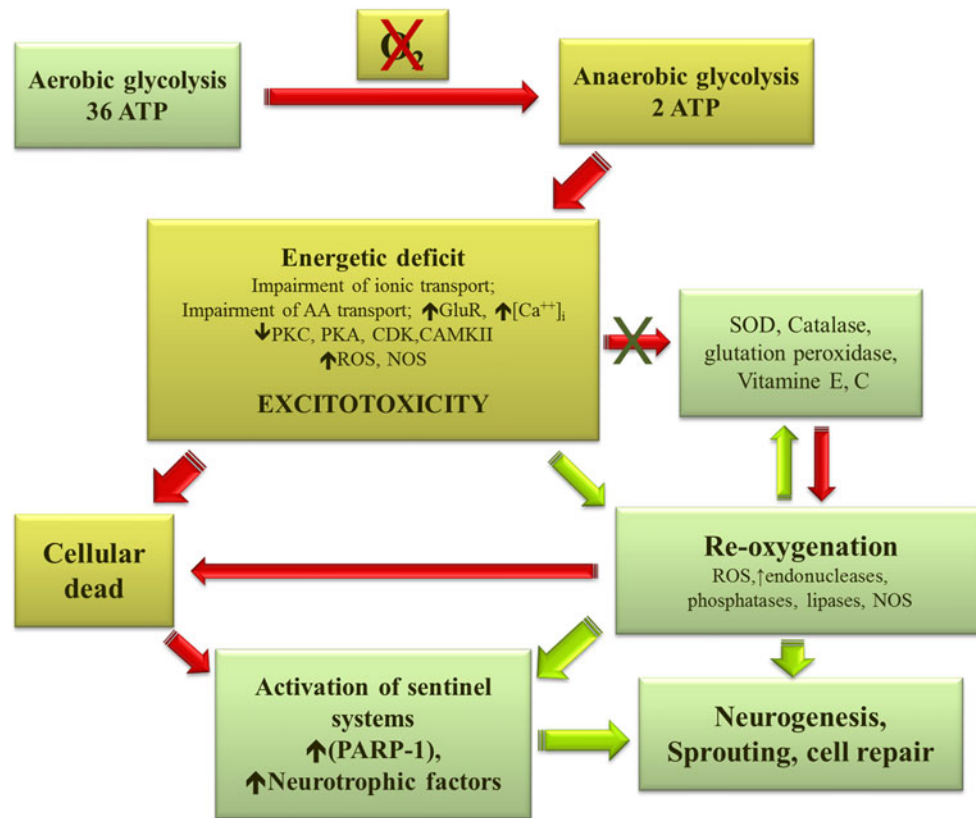 O₂
Aerobic glycolysis
36 ATP
Anaerobic glycolysis
2 ATP
Energetic deficit
Impairment of ionic transport;
Impairment of AA transport; ↑GluR, ↑[Ca⁺⁺]ᵢ
↓PKC, PKA, CDK,CAMKII
↑ROS, NOS
EXCITOTOXICITY
SOD, Catalase,
glutation peroxidase,
Vitamine E, C
Cellular
dead
Re-oxygenation
ROS,↑endonucleases,
phosphatases, lipases, NOS
Activation of sentinel
systems
↑(PARP-1),
↑Neurotrophic factors
Neurogenesis,
Sprouting, cell repair